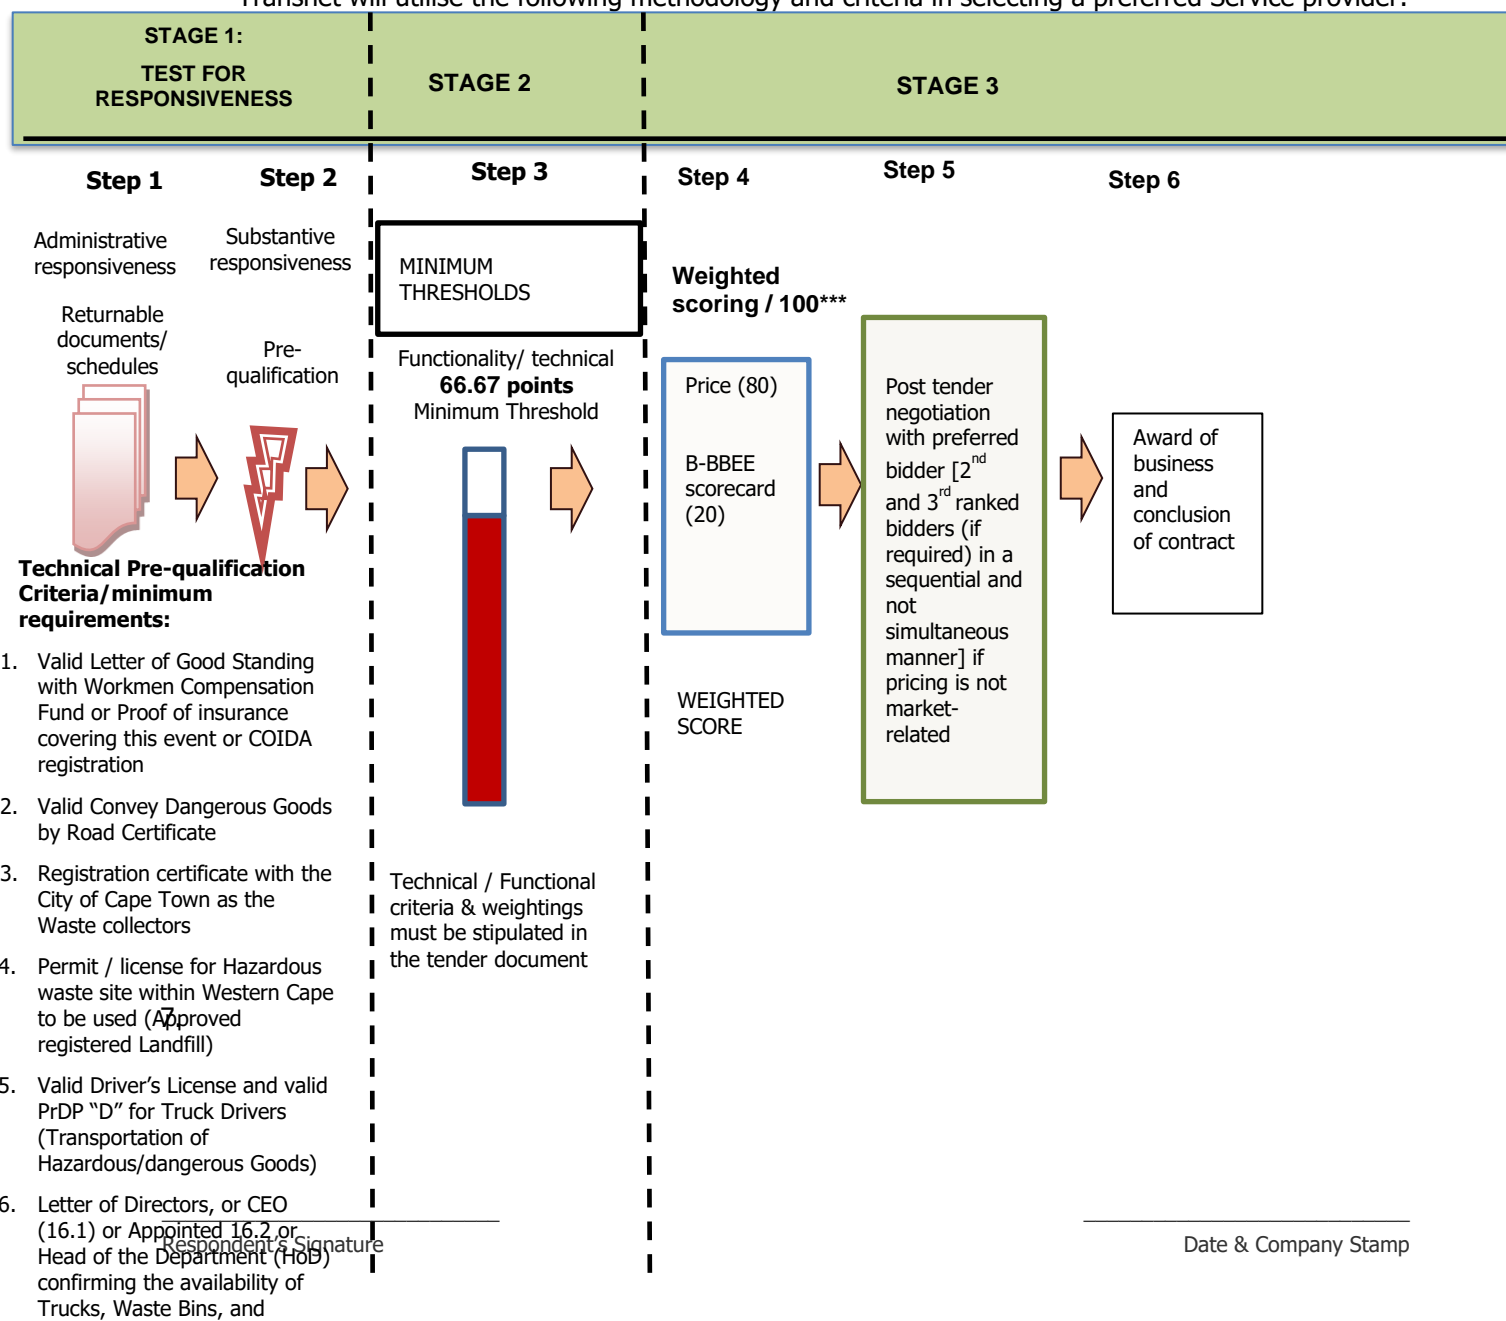 Transnet will utilise the following methodology and criteria in selecting a preferred Service provider:
STAGE 1:
TEST FOR
RESPONSIVENESS
STAGE 2
STAGE 3
Step 1
Step 2
Step 3
Step 4
Step 5
Step 6
Administrative
responsiveness
Returnable
documents/
schedules
Substantive
responsiveness
Pre-
qualification
MINIMUM
THRESHOLDS
Functionality/ technical
66.67 points
Minimum Threshold
Technical / Functional
criteria & weightings
must be stipulated in
the tender document
Weighted
scoring / 100***
Price (80)
B-BBEE
scorecard
(20)
WEIGHTED
SCORE
Post tender
negotiation
with preferred
bidder [2nd
and 3rd ranked
bidders (if
required) in a
sequential and
not
simultaneous
manner] if
pricing is not
market-
related
Award of
business
and
conclusion
of contract
Technical Pre-qualification
Criteria/minimum
requirements:
1. Valid Letter of Good Standing
with Workmen Compensation
Fund or Proof of insurance
covering this event or COIDA
registration
2. Valid Convey Dangerous Goods
by Road Certificate
3. Registration certificate with the
City of Cape Town as the
Waste collectors
4. Permit / license for Hazardous
waste site within Western Cape
to be used (Approved
registered Landfill)
7.
5. Valid Driver’s License and valid
PrDP “D” for Truck Drivers
(Transportation of
Hazardous/dangerous Goods)
6. Letter of Directors, or CEO
(16.1) or Appointed 16.2 or
Head of the Department (HoD)
confirming the availability of
Trucks, Waste Bins, and
Respondent’s Signature
Date & Company Stamp